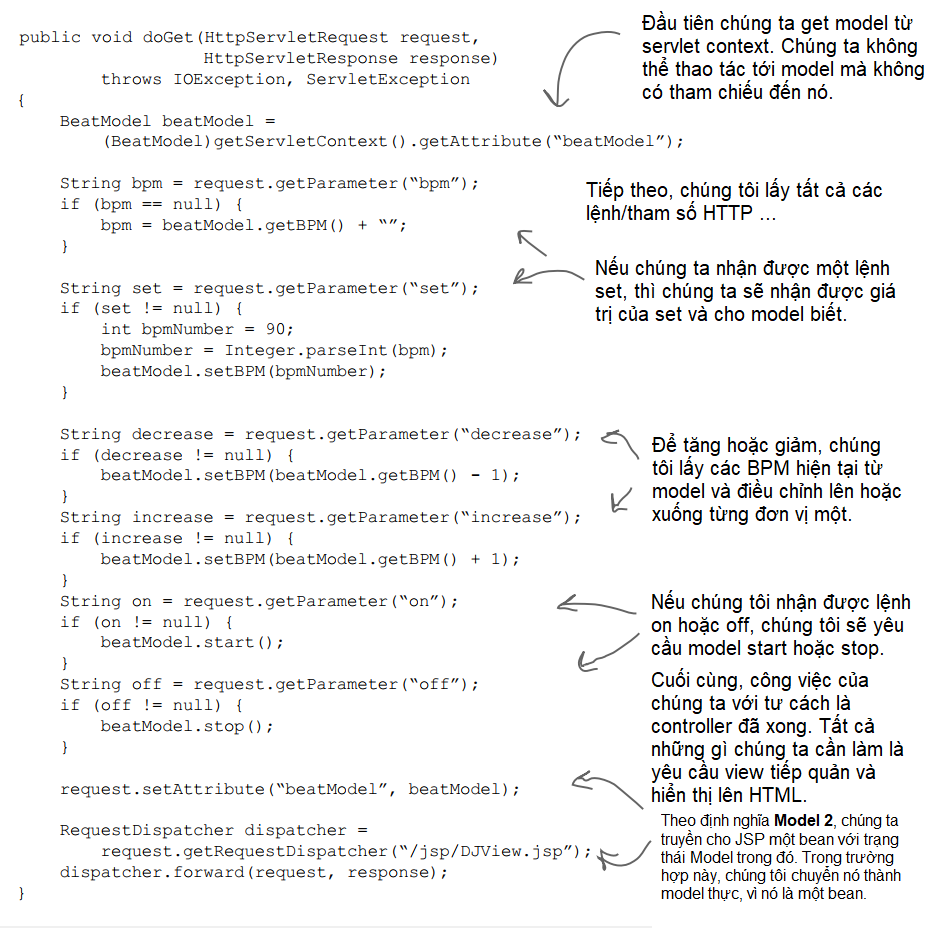 public void doGet(HttpServletRequest request,
HttpServletResponse response)
throws IOException, ServletException
{
BeatModel beatModel =
(BeatModel)getServletContext().getAttribute(“beatModel”);
String bpm = request.getParameter(“bpm”);
if (bpm == null) {
bpm = beatModel.getBPM() + “”;
}
String set = request.getParameter(“set”);
if (set != null) {
int bpmNumber = 90;
bpmNumber = Integer.parseInt(bpm);
beatModel.setBPM(bpmNumber);
}
String decrease = request.getParameter(“decrease”);
if (decrease != null) {
beatModel.setBPM(beatModel.getBPM() - 1);
}
String increase = request.getParameter(“increase”);
if (increase != null) {
beatModel.setBPM(beatModel.getBPM() + 1);
}
String on = request.getParameter(“on”);
if (on != null) {
beatModel.start();
}
String off = request.getParameter(“off”);
if (off != null) {
beatModel.stop();
}
request.setAttribute(“beatModel”, beatModel);
RequestDispatcher dispatcher =
request.getRequestDispatcher(“/jsp/DJView.jsp”);
dispatcher.forward(request, response);
}
Đầu tiên chúng ta get model từ
servlet context. Chúng ta không
thể thao tác tới model mà không
có tham chiếu đến nó.
Tiếp theo, chúng tôi lấy tất cả các
lệnh/tham số HTTP ...
Nếu chúng ta nhận được một lệnh
set, thì chúng ta sẽ nhận được giá
trị của set và cho model biết.
Để tăng hoặc giảm, chúng
tôi lấy các BPM hiện tại từ
model và điều chỉnh lên hoặc
xuống từng đơn vị một.
Nếu chúng tôi nhận được lệnh
on hoặc off, chúng tôi sẽ yêu
cầu model start hoặc stop.
Cuối cùng, công việc của
chúng ta với tư cách là
controller đã xong. Tất cả
những gì chúng ta cần làm là
yêu cầu view tiếp quản và
hiển thị lên HTML.
Theo định nghĩa Model 2, chúng ta
truyền cho JSP một bean với trạng
thái Model trong đó. Trong trường
hợp này, chúng tôi chuyển nó thành
model thực, vì nó là một bean.